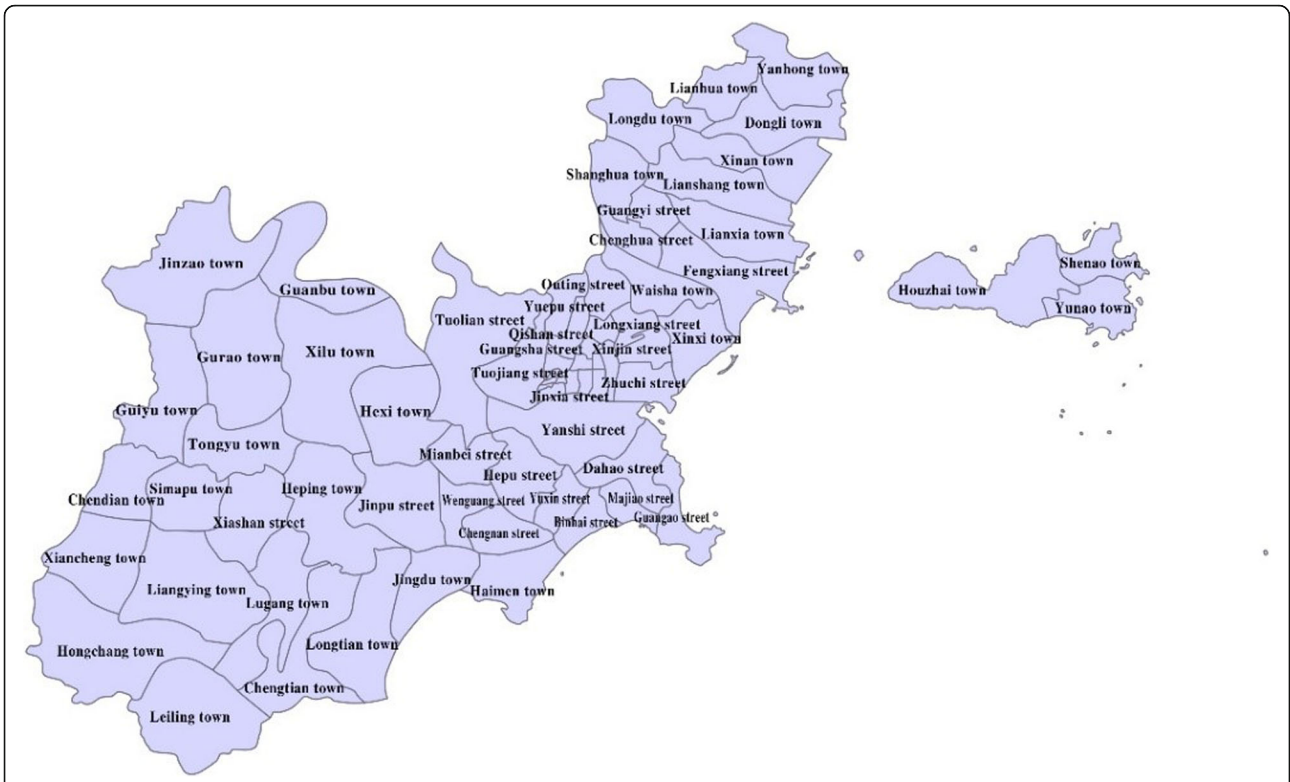 Yanhong town
Lianhua town
Longdu town
Dongli town
Xinan town
Shanghua town
Lianshang town
Guangyi street
Lianxia town
Chenghua street
Jinzao town
Shenao town
Fengxiang street
Outing street
Waisha town
Guanbu town
Houzhai town
Yuepu street
Yunao town
Tuolian street
Longxiang street
Qishan street
Xinxi town
Guangsha street
Xinjin street
Xilu town
Gurao town
Tuojiang street
Zhuchi street
Jinxia street
Guiyu town
Hexi town
Yanshi street
Tongyu town
Mianbei street
Dahao street
Hepu street
Simapu town
Heping town
Chendian town
Wenguang street
Yuxin street
Majiao street
Jinpu street
Guangao street
Xiashan street
Binhai street
Chengnan street
Xiancheng town
Jingdu town
Liangying town
Haimen town
Lugang town
Longtian town
Hongchang town
Chengtian town
Leiling town